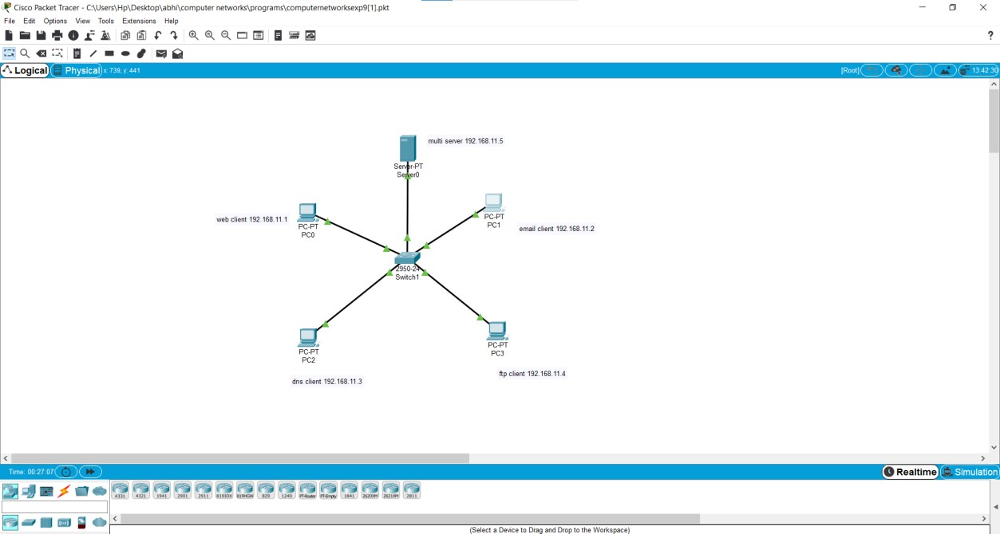 Cisco Packet Tracer - C:\Users\Hp\Desktop\abhi\computer networks\programs\computernetworksexp9[1].pkt
File Edit Options View Tools Extensions Help
?
Logical Physical x: 739, y: 441 [Root] 13:42:30
multi server 192.168.11.5
Server-PT
Server0
web client 192.168.11.1
PC-PT
PC0
PC-PT
PC1
email client 192.168.11.2
2950-24
Switch1
PC-PT
PC2
PC-PT
PC3
dns client 192.168.11.3
ftp client 192.168.11.4
Time: 00:27:07 Realtime Simulation
4331 4321 1941 2901 2911 819IOX 819HGW 829 1240 PT-Router PT-Empty 1841 2620XM 2621XM 2811
(Select a Device to Drag and Drop to the Workspace)